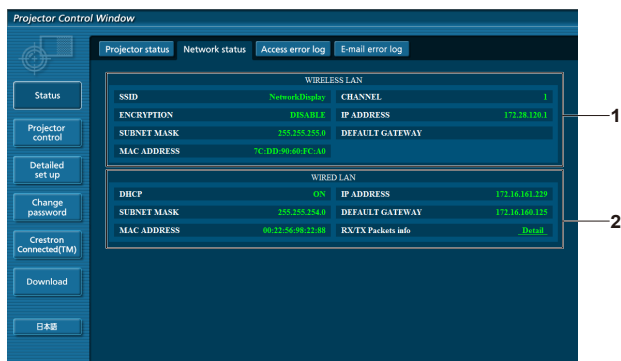 Projector Control Window
Projector status Network status Access error log E-mail error log
Status
Projector control
Detailed set up
Change password
Crestron Connected(TM)
Download
日本語
WIRELESS LAN
SSID NetworkDisplay CHANNEL 1
ENCRYPTION DISABLE IP ADDRESS 172.28.120.1
SUBNET MASK 255.255.255.0 DEFAULT GATEWAY
MAC ADDRESS 7C:DD:90:60:FC:A0
1
WIRED LAN
DHCP ON IP ADDRESS 172.16.161.229
SUBNET MASK 255.255.254.0 DEFAULT GATEWAY 172.16.160.125
MAC ADDRESS 00:22:56:98:22:88 RX/TX Packets info Detail
2